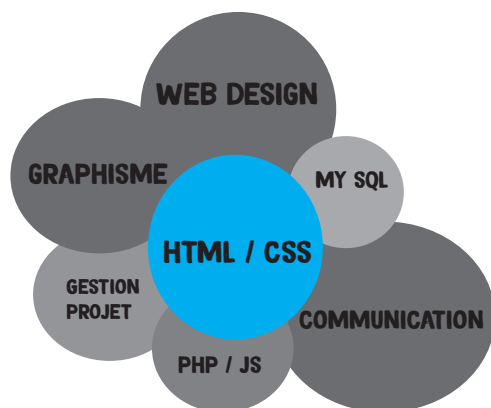 WEB DESIGN
GRAPHISME
MY SQL
HTML / CSS
GESTION
PROJET
COMMUNICATION
PHP / JS